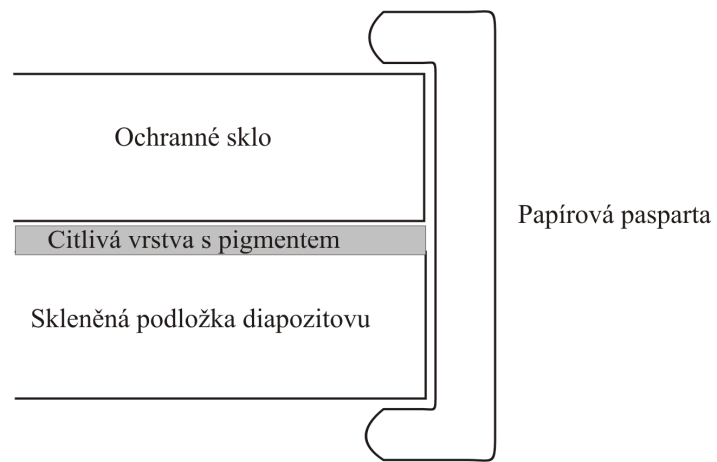 Ochranné sklo
Papírová pasparta
Citlivá vrstva s pigmentem
Skleněná podložka diapozitovu